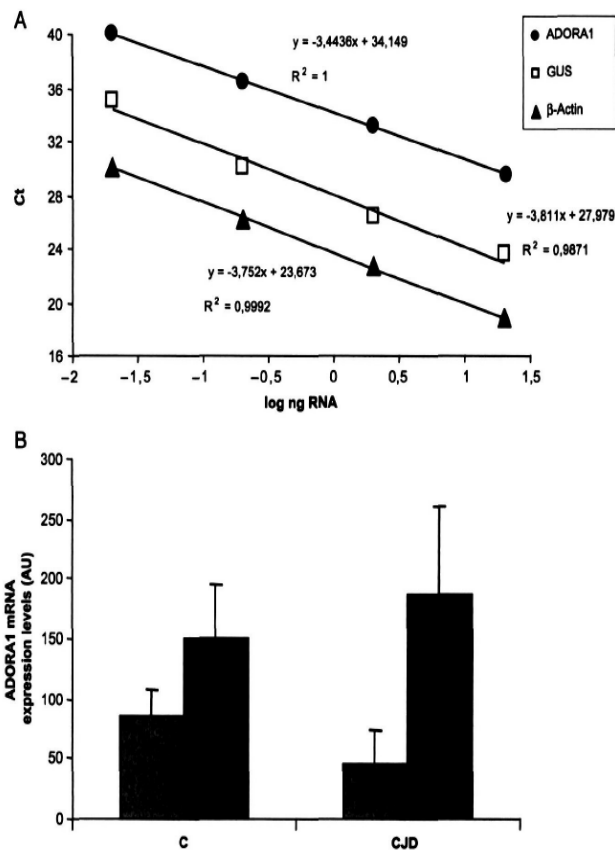 A
40
36
32
28
24
20
16
Ct
y = -3,4436x + 34,149
R² = 1
y = -3,811x + 27,979
R² = 0,9871
y = -3,752x + 23,673
R² = 0,9992
ADORA1
GUS
β-Actin
−2 −1,5 −1 −0,5 0 0,5 1 1,5
log ng RNA
B
300
250
200
150
100
50
0
ADORA1 mRNA
expression levels (AU)
C CJD